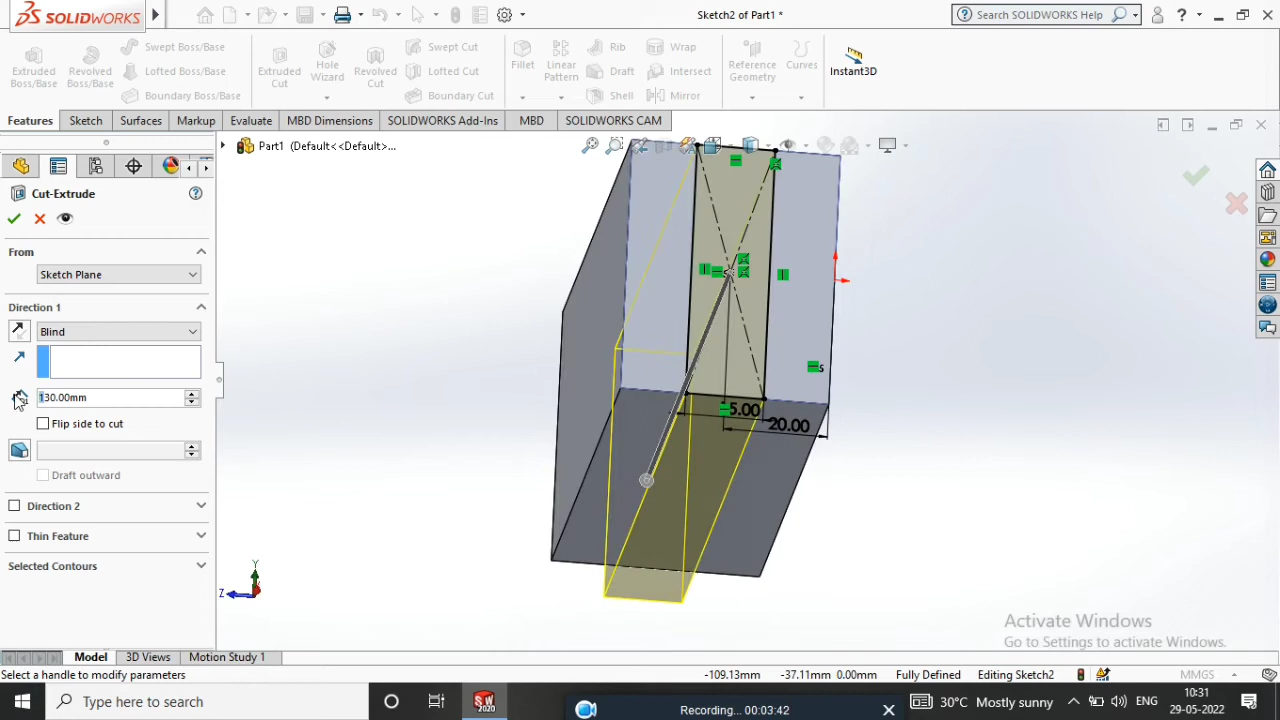 SOLIDWORKS
Sketch2 of Part1 *
Search SOLIDWORKS Help
Extruded Boss/Base
Revolved Boss/Base
Swept Boss/Base
Lofted Boss/Base
Boundary Boss/Base
Extruded Cut
Hole Wizard
Revolved Cut
Swept Cut
Lofted Cut
Boundary Cut
Fillet
Linear Pattern
Rib
Draft
Shell
Wrap
Intersect
Mirror
Reference Geometry
Curves
Instant3D
Features
Sketch
Surfaces
Markup
Evaluate
MBD Dimensions
SOLIDWORKS Add-Ins
MBD
SOLIDWORKS CAM
Part1 (Default<<Default>...
Cut-Extrude
From
Sketch Plane
Direction 1
Blind
130.00mm
Flip side to cut
Draft outward
Direction 2
Thin Feature
Selected Contours
5.00
20.00
Y
Z
Activate Windows
Go to Settings to activate Windows.
Model
3D Views
Motion Study 1
Select a handle to modify parameters
-109.13mm
-37.11mm 0.00mm
Fully Defined
Editing Sketch2
MMGS
Type here to search
SW
2020
Recording... 00:03:42
30°C Mostly sunny
ENG
10:31
29-05-2022